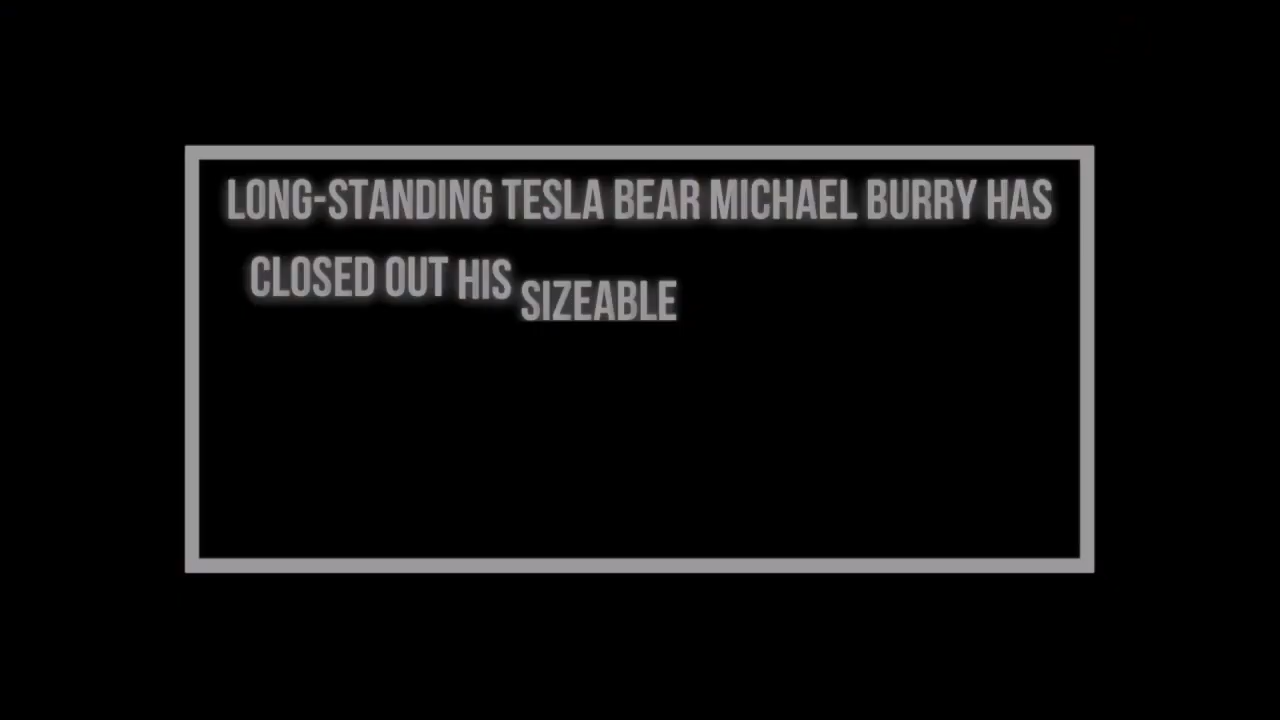 LONG-STANDING TESLA BEAR MICHAEL BURRY HAS
CLOSED OUT HIS SIZEABLE